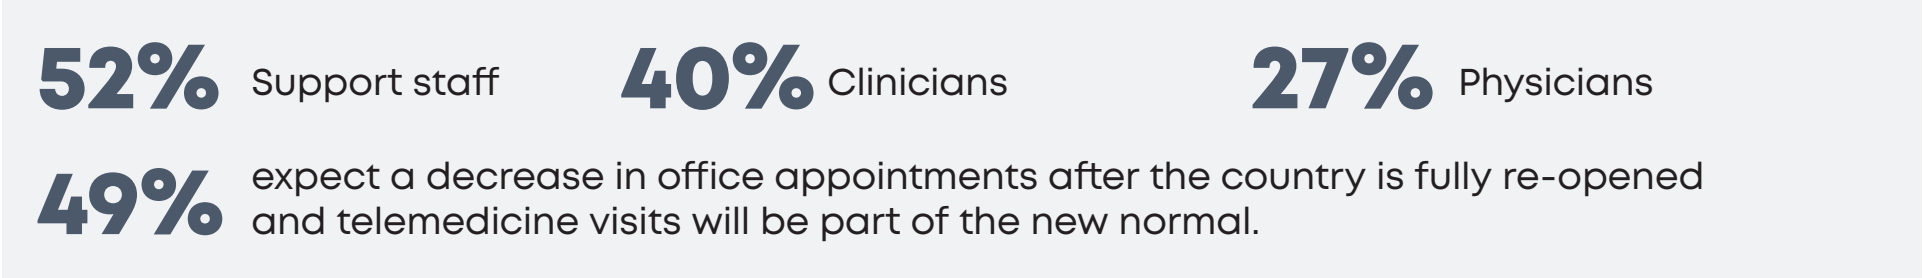 52% Support staff 40% Clinicians 27% Physicians
49% expect a decrease in office appointments after the country is fully re-opened
and telemedicine visits will be part of the new normal.